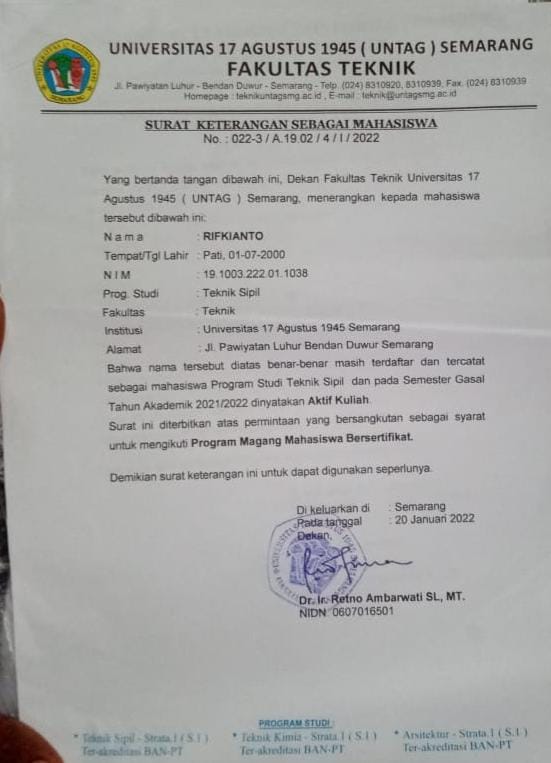 UNIVERSITAS 17 AGUSTUS 1945 ( UNTAG ) SEMARANG
FAKULTAS TEKNIK
Jl. Pawiyatan Luhur - Bendan Duwur - Semarang - Telp. (024) 8310920, 8310939, Fax. (024) 8310939
Homepage : teknikuntagsmg.ac.id , E-mail : teknik@untagsmg.ac.id
SURAT KETERANGAN SEBAGAI MAHASISWA
No. : 022-3 / A.19.02 / 4 / I / 2022
Yang bertanda tangan dibawah ini, Dekan Fakultas Teknik Universitas 17
Agustus 1945 ( UNTAG ) Semarang, menerangkan kepada mahasiswa
tersebut dibawah ini:
N a m a : RIFKIANTO
Tempat/Tgl Lahir : Pati, 01-07-2000
N I M : 19.1003.222.01.1038
Prog. Studi : Teknik Sipil
Fakultas : Teknik
Institusi : Universitas 17 Agustus 1945 Semarang
Alamat : Jl. Pawiyatan Luhur Bendan Duwur Semarang
Bahwa nama tersebut diatas benar-benar masih terdaftar dan tercatat
sebagai mahasiswa Program Studi Teknik Sipil dan pada Semester Gasal
Tahun Akademik 2021/2022 dinyatakan Aktif Kuliah.
Surat ini diterbitkan atas permintaan yang bersangkutan sebagai syarat
untuk mengikuti Program Magang Mahasiswa Bersertifikat.
Demikian surat keterangan ini untuk dapat digunakan seperlunya.
Di keluarkan di : Semarang
Pada tanggal : 20 Januari 2022
Dekan,
Dr. Ir. Retno Ambarwati SL, MT.
NIDN: 0607016501
PROGRAM STUDI :
* Teknik Sipil - Strata.1 ( S.1 ) * Teknik Kimia - Strata.1 ( S.1 ) * Arsitektur - Strata.1 ( S.1 )
Ter-akreditasi BAN-PT Ter-akreditasi BAN-PT Ter-akreditasi BAN-PT